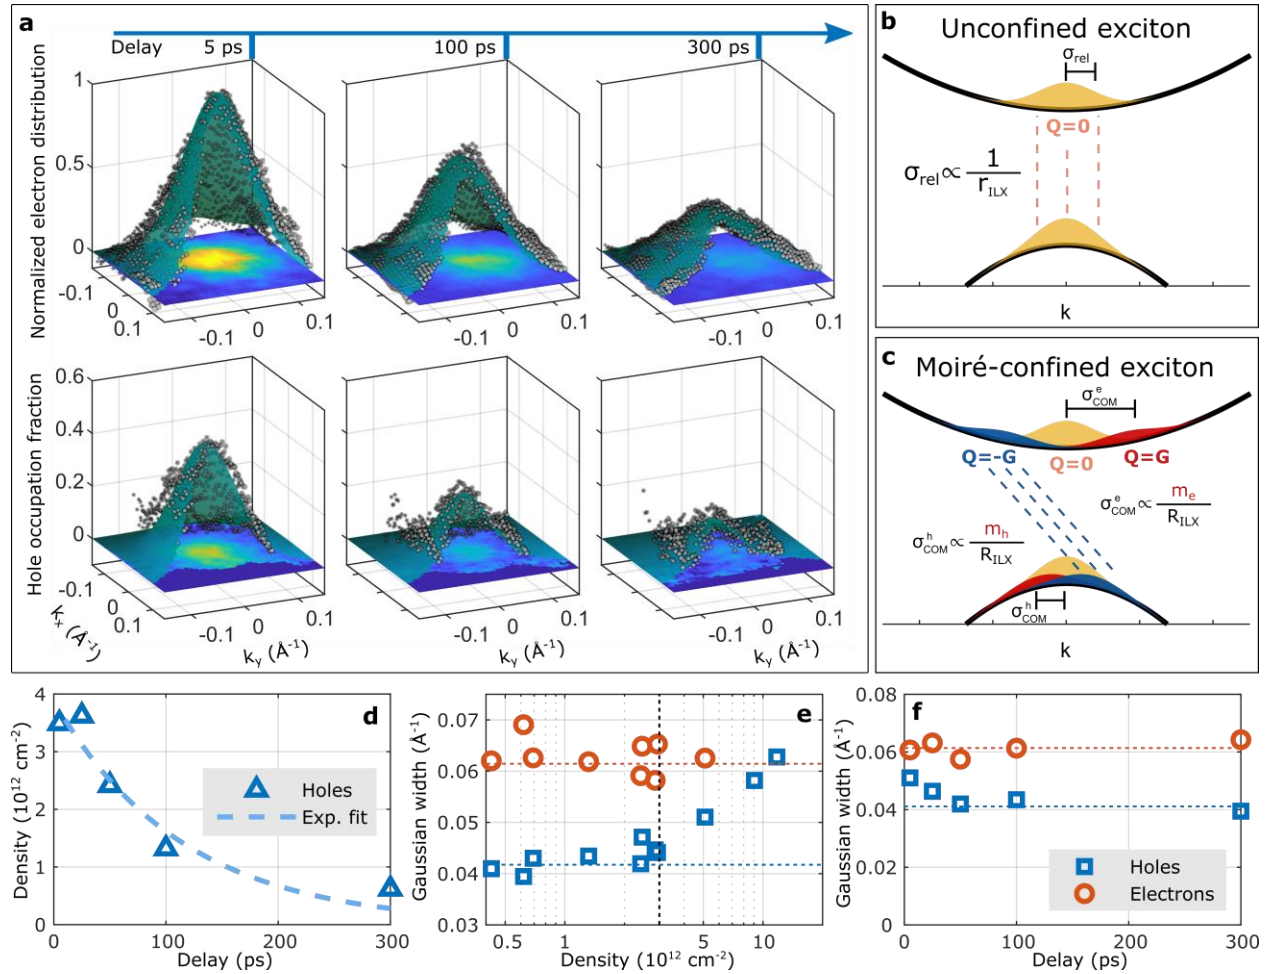 a
Delay 5 ps 100 ps 300 ps
Normalized electron distribution
1
0.5
0
-0.1
0
0.1
-0.1 0 0.1
-0.1 0 0.1
-0.1 0 0.1
Hole occupation fraction
0.6
0.4
0.2
0
-0.1
0
0.1
kx (Å-1)
-0.1 0 0.1
-0.1 0 0.1
-0.1 0 0.1
ky (Å-1) ky (Å-1) ky (Å-1)
b Unconfined exciton
σrel
Q=0
σrel∝ 1/rILX
k
c Moiré-confined exciton
σeCOM
Q=-G Q=0 Q=G
σeCOM∝ me/RILX
σhCOM∝ mh/RILX
σhCOM
k
d
Density (10¹² cm⁻²)
4
3
2
1
0
Holes
Exp. fit
0 100 200 300
Delay (ps)
e
Gaussian width (Å⁻¹)
0.07
0.06
0.05
0.04
0.03
0.5 1 5 10
Density (10¹² cm⁻²)
f
Gaussian width (Å⁻¹)
0.08
0.06
0.04
0.02
0
Holes
Electrons
0 100 200 300
Delay (ps)